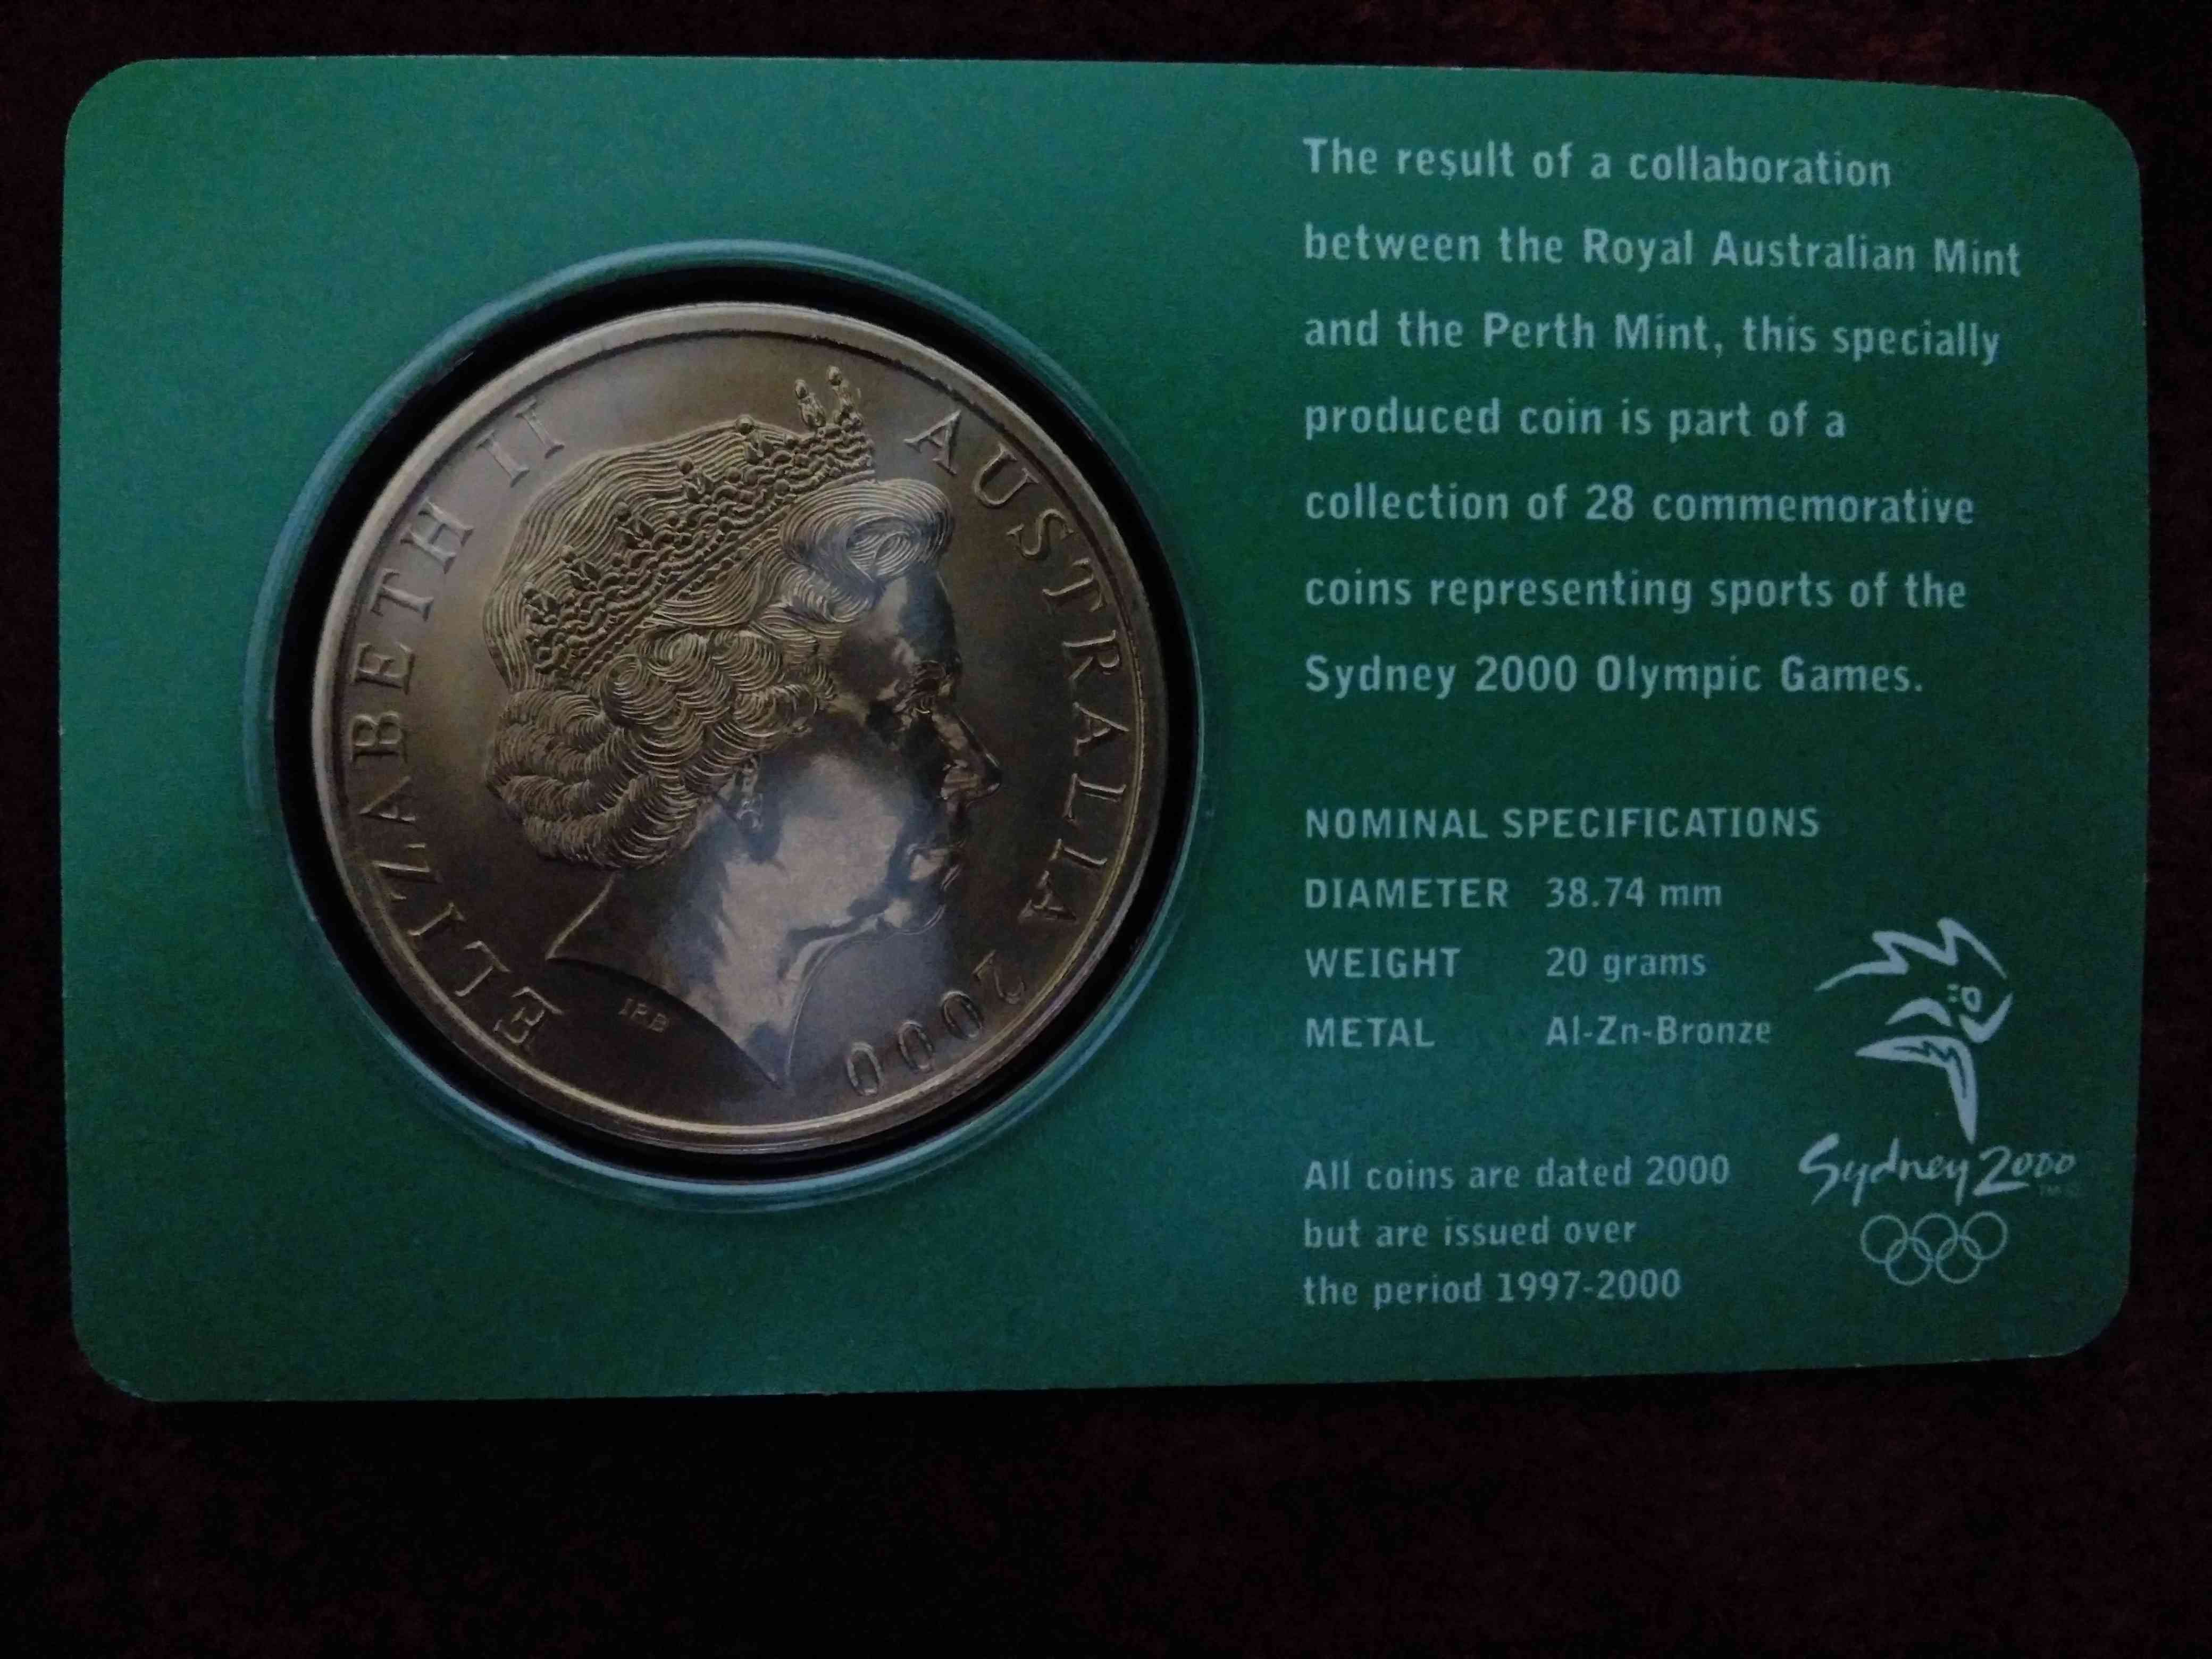 ELIZABETH II
AUSTRALIA 2000
IRB
The result of a collaboration
between the Royal Australian Mint
and the Perth Mint, this specially
produced coin is part of a
collection of 28 commemorative
coins representing sports of the
Sydney 2000 Olympic Games.
NOMINAL SPECIFICATIONS
DIAMETER 38.74 mm
WEIGHT 20 grams
METAL Al-Zn-Bronze
All coins are dated 2000
but are issued over
the period 1997-2000
Sydney 2000
TM ©